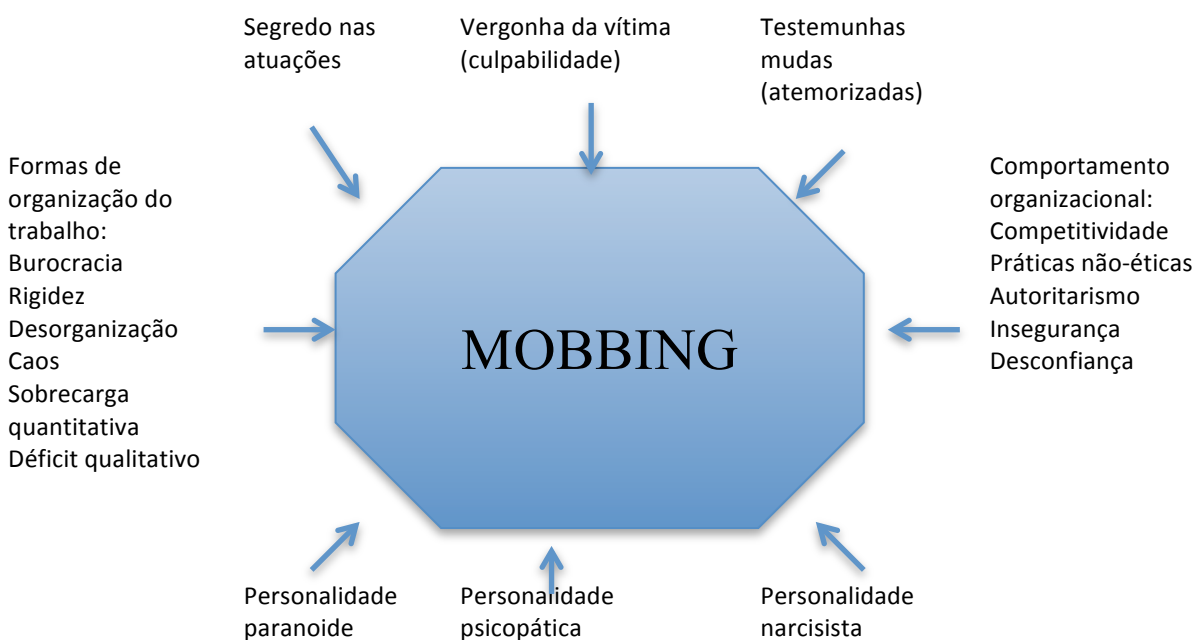 Segredo nas
atuações
Vergonha da vítima
(culpabilidade)
Testemunhas
mudas
(atemorizadas)
Formas de
organização do
trabalho:
Burocracia
Rigidez
Desorganização
Caos
Sobrecarga
quantitativa
Déficit qualitativo
MOBBING
Comportamento
organizacional:
Competitividade
Práticas não-éticas
Autoritarismo
Insegurança
Desconfiança
Personalidade
paranoide
Personalidade
psicopática
Personalidade
narcisista